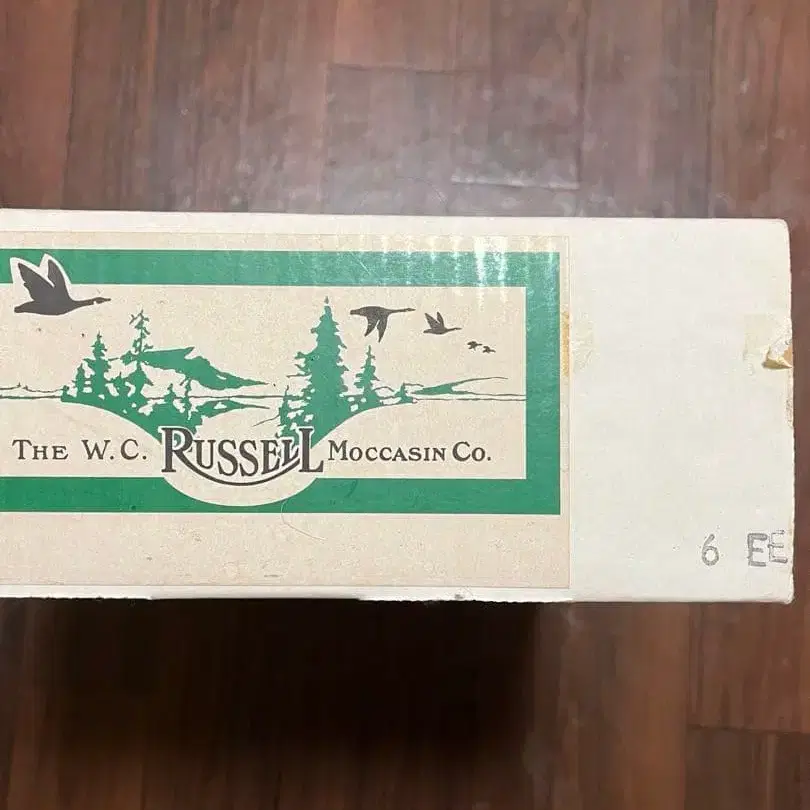 THE W.C. RUSSELL MOCCASIN CO.
6 EE